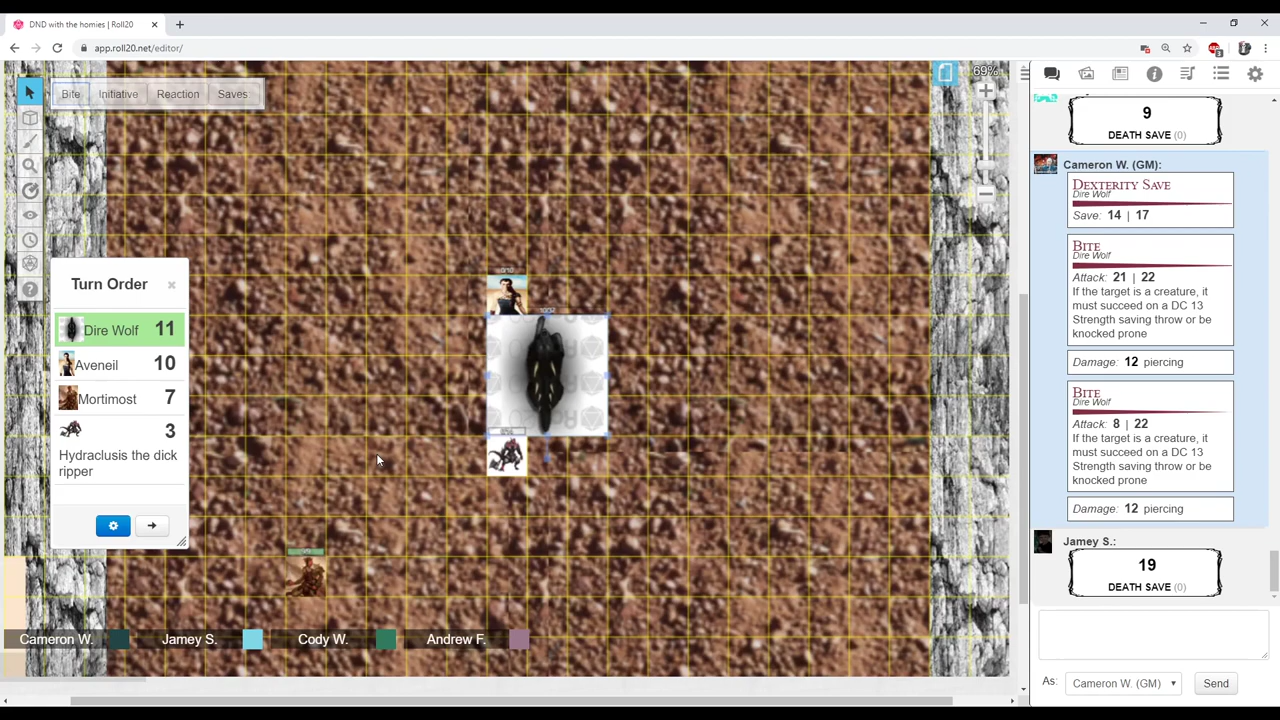 DND with the homies | Roll20
app.roll20.net/editor/
Bite Initiative Reaction Saves
69%
9
DEATH SAVE (0)
Cameron W. (GM):
DEXTERITY SAVE
Dire Wolf
Save: 14 | 17
BITE
Dire Wolf
Attack: 21 | 22
If the target is a creature, it
must succeed on a DC 13
Strength saving throw or be
knocked prone
Damage: 12 piercing
BITE
Dire Wolf
Attack: 8 | 22
If the target is a creature, it
must succeed on a DC 13
Strength saving throw or be
knocked prone
Damage: 12 piercing
Jamey S.:
19
DEATH SAVE (0)
Turn Order
Dire Wolf 11
Aveneil 10
Mortimost 7
3
Hydraclusis the dick
ripper
Cameron W. Jamey S. Cody W. Andrew F.
As: Cameron W. (GM) Send